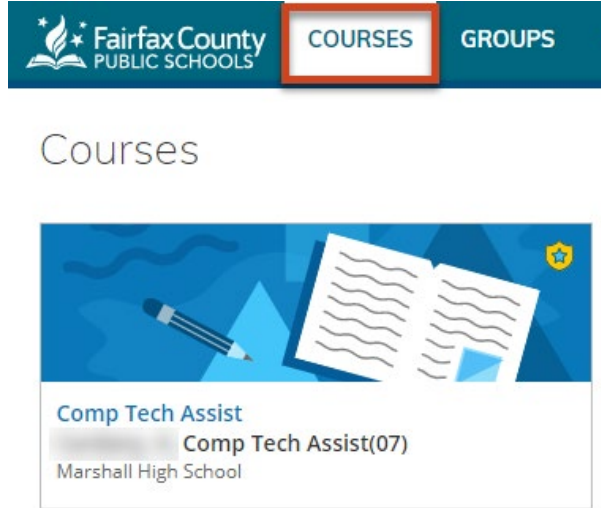 Fairfax County
PUBLIC SCHOOLS
COURSES
GROUPS
Courses
Comp Tech Assist
Comp Tech Assist(07)
Marshall High School